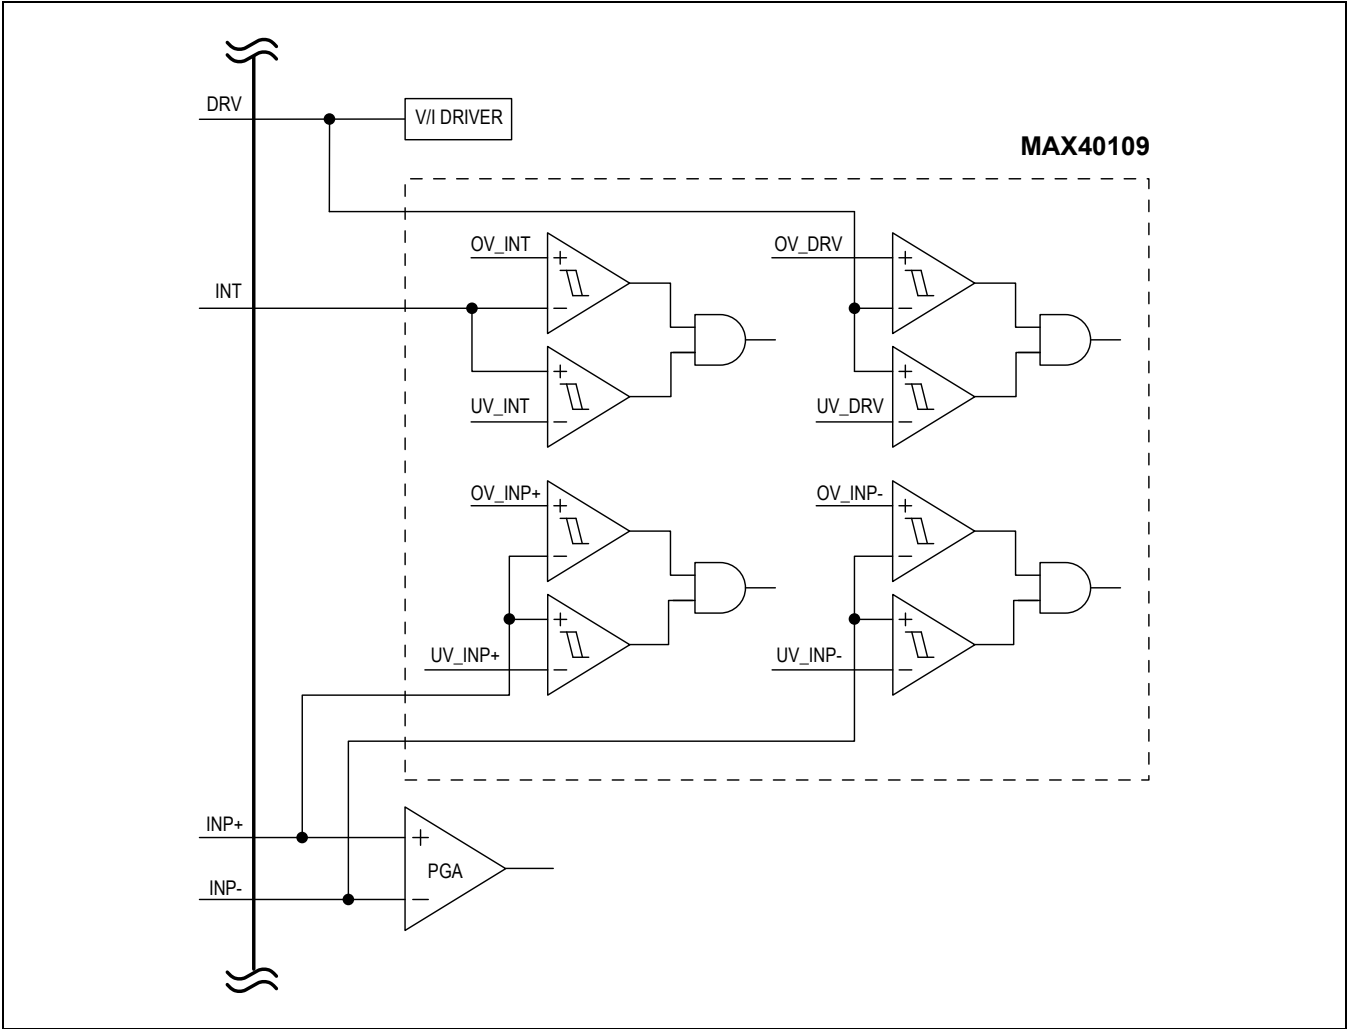 DRV
V/I DRIVER
MAX40109
OV_INT
+
OV_DRV
+
INT
−
−
+
+
UV_INT
−
UV_DRV
−
OV_INP+
+
OV_INP-
+
−
−
+
+
UV_INP+
−
UV_INP-
−
INP+
+
PGA
INP-
−